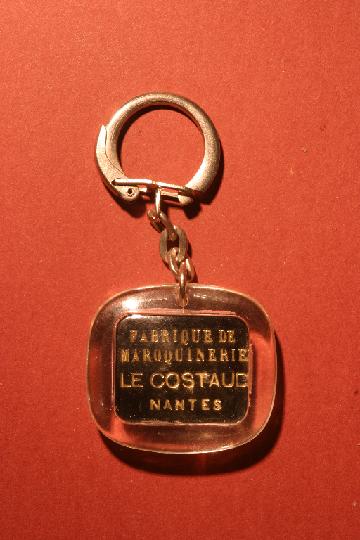 FABRIQUE DE
MAROQUINERIE
LE COSTAUD
NANTES